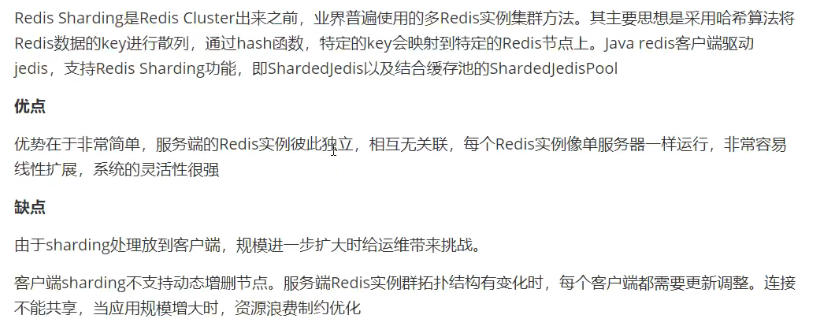 Redis Sharding是Redis Cluster出来之前，业界普遍使用的多Redis实例集群方法。其主要思想是采用哈希算法将
Redis数据的key进行散列，通过hash函数，特定的key会映射到特定的Redis节点上。Java redis客户端驱动
jedis，支持Redis Sharding功能，即ShardedJedis以及结合缓存池的ShardedJedisPool
优点
优势在于非常简单，服务端的Redis实例彼此独立，相互无关联，每个Redis实例像单服务器一样运行，非常容易
线性扩展，系统的灵活性很强
缺点
由于sharding处理放到客户端，规模进一步扩大时给运维带来挑战。
客户端sharding不支持动态增删节点。服务端Redis实例群拓扑结构有变化时，每个客户端都需要更新调整。连接
不能共享，当应用规模增大时，资源浪费制约优化